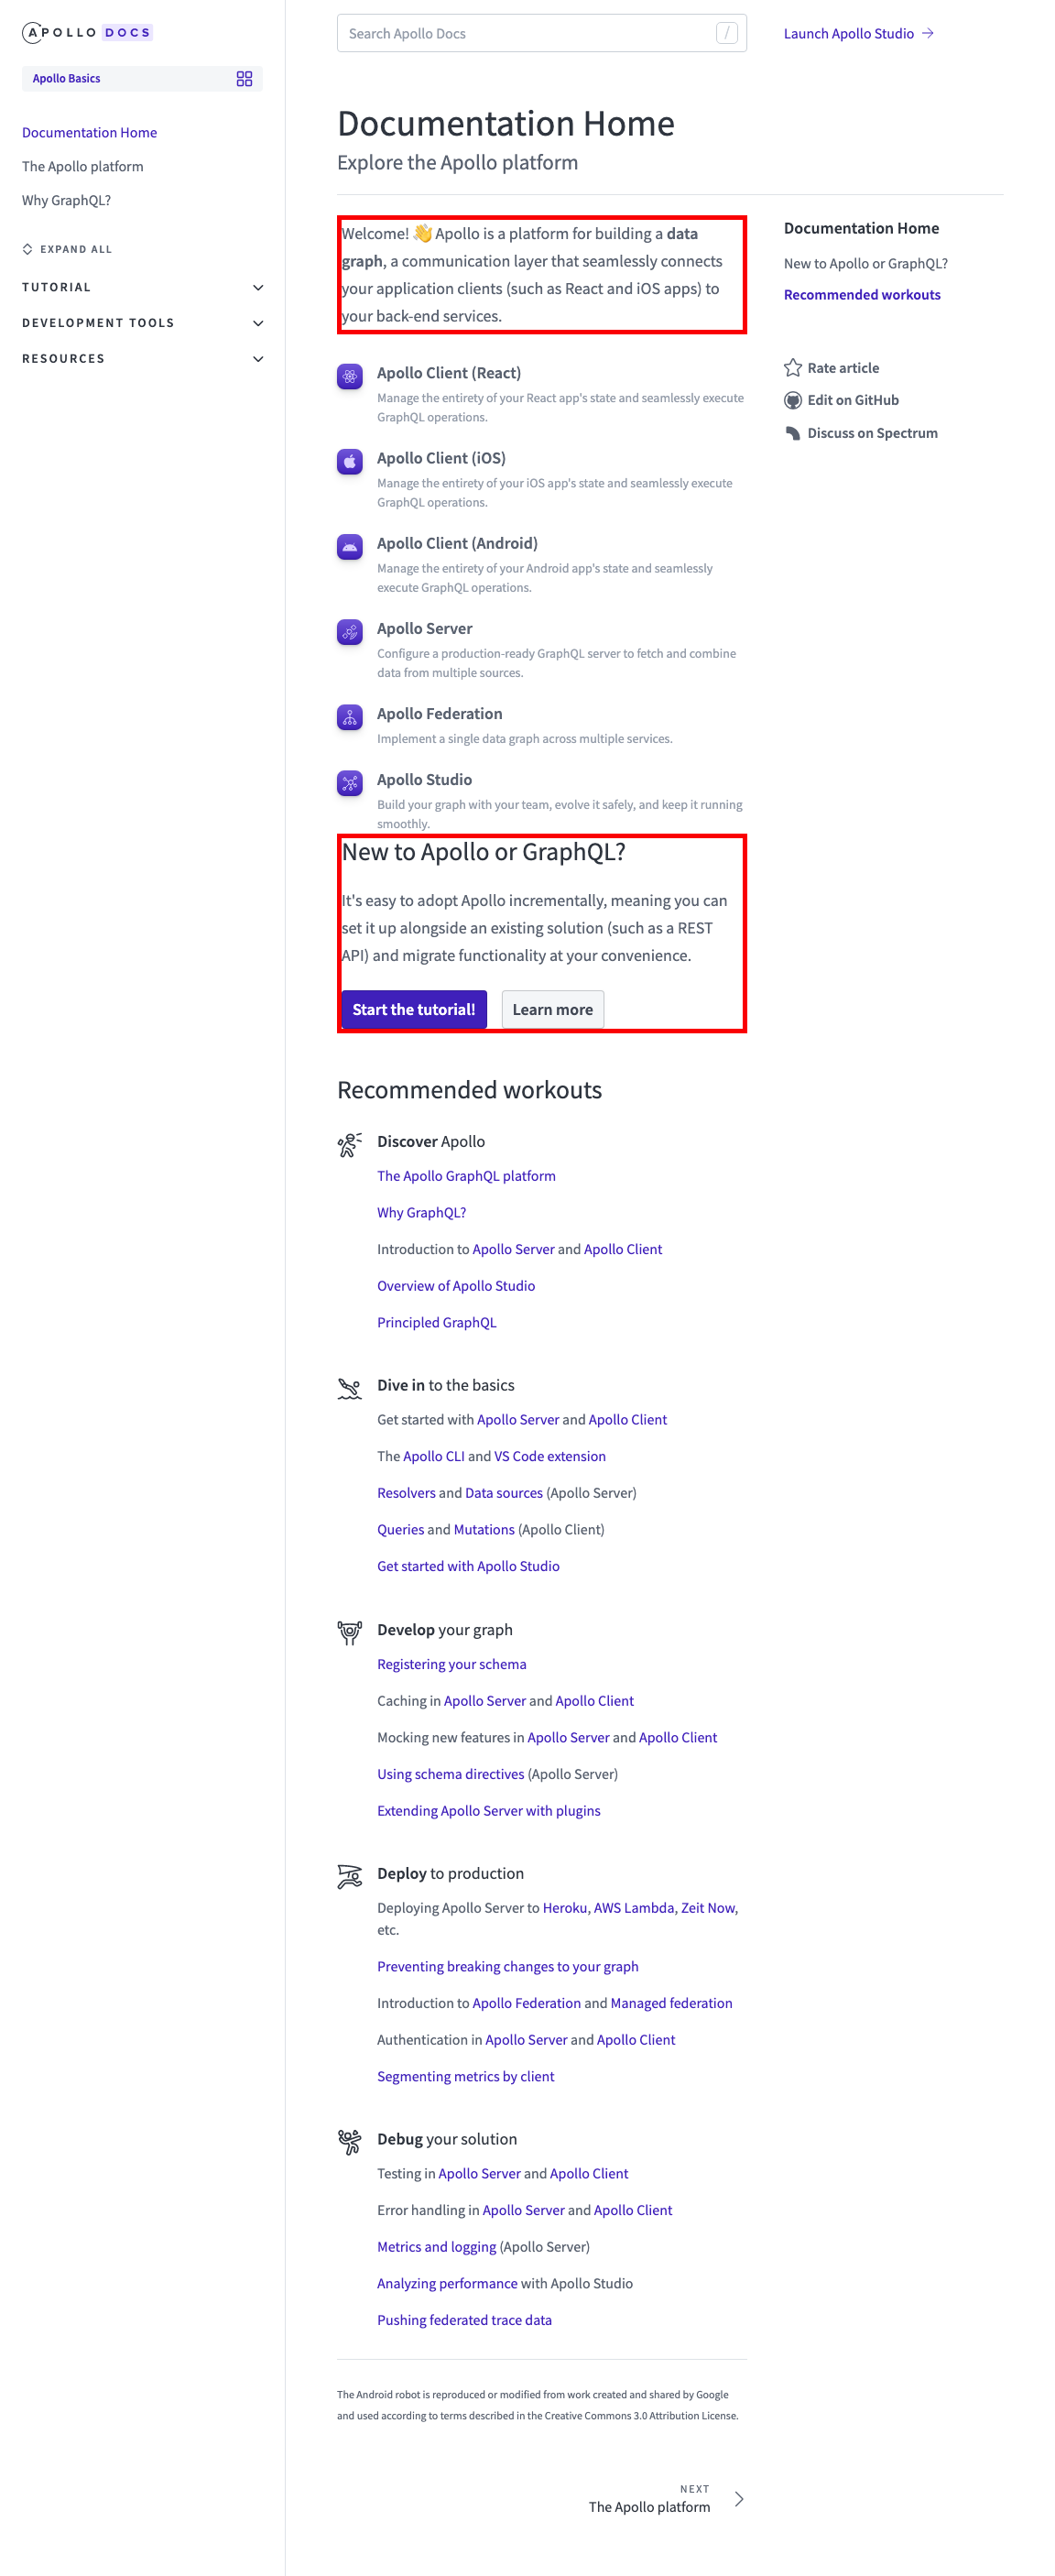 APOLLO DOCS
Apollo Basics
Documentation Home
The Apollo platform
Why GraphQL?
EXPAND ALL
TUTORIAL
DEVELOPMENT TOOLS
RESOURCES
Search Apollo Docs /
Launch Apollo Studio →
Documentation Home
Explore the Apollo platform
Welcome! 👋 Apollo is a platform for building a data
graph, a communication layer that seamlessly connects
your application clients (such as React and iOS apps) to
your back-end services.
Apollo Client (React)
Manage the entirety of your React app's state and seamlessly execute
GraphQL operations.
Apollo Client (iOS)
Manage the entirety of your iOS app's state and seamlessly execute
GraphQL operations.
Apollo Client (Android)
Manage the entirety of your Android app's state and seamlessly
execute GraphQL operations.
Apollo Server
Configure a production-ready GraphQL server to fetch and combine
data from multiple sources.
Apollo Federation
Implement a single data graph across multiple services.
Apollo Studio
Build your graph with your team, evolve it safely, and keep it running
smoothly.
New to Apollo or GraphQL?
It's easy to adopt Apollo incrementally, meaning you can
set it up alongside an existing solution (such as a REST
API) and migrate functionality at your convenience.
Start the tutorial! Learn more
Recommended workouts
Discover Apollo
The Apollo GraphQL platform
Why GraphQL?
Introduction to Apollo Server and Apollo Client
Overview of Apollo Studio
Principled GraphQL
Dive in to the basics
Get started with Apollo Server and Apollo Client
The Apollo CLI and VS Code extension
Resolvers and Data sources (Apollo Server)
Queries and Mutations (Apollo Client)
Get started with Apollo Studio
Develop your graph
Registering your schema
Caching in Apollo Server and Apollo Client
Mocking new features in Apollo Server and Apollo Client
Using schema directives (Apollo Server)
Extending Apollo Server with plugins
Deploy to production
Deploying Apollo Server to Heroku, AWS Lambda, Zeit Now,
etc.
Preventing breaking changes to your graph
Introduction to Apollo Federation and Managed federation
Authentication in Apollo Server and Apollo Client
Segmenting metrics by client
Debug your solution
Testing in Apollo Server and Apollo Client
Error handling in Apollo Server and Apollo Client
Metrics and logging (Apollo Server)
Analyzing performance with Apollo Studio
Pushing federated trace data
The Android robot is reproduced or modified from work created and shared by Google
and used according to terms described in the Creative Commons 3.0 Attribution License.
NEXT
The Apollo platform
Documentation Home
New to Apollo or GraphQL?
Recommended workouts
Rate article
Edit on GitHub
Discuss on Spectrum